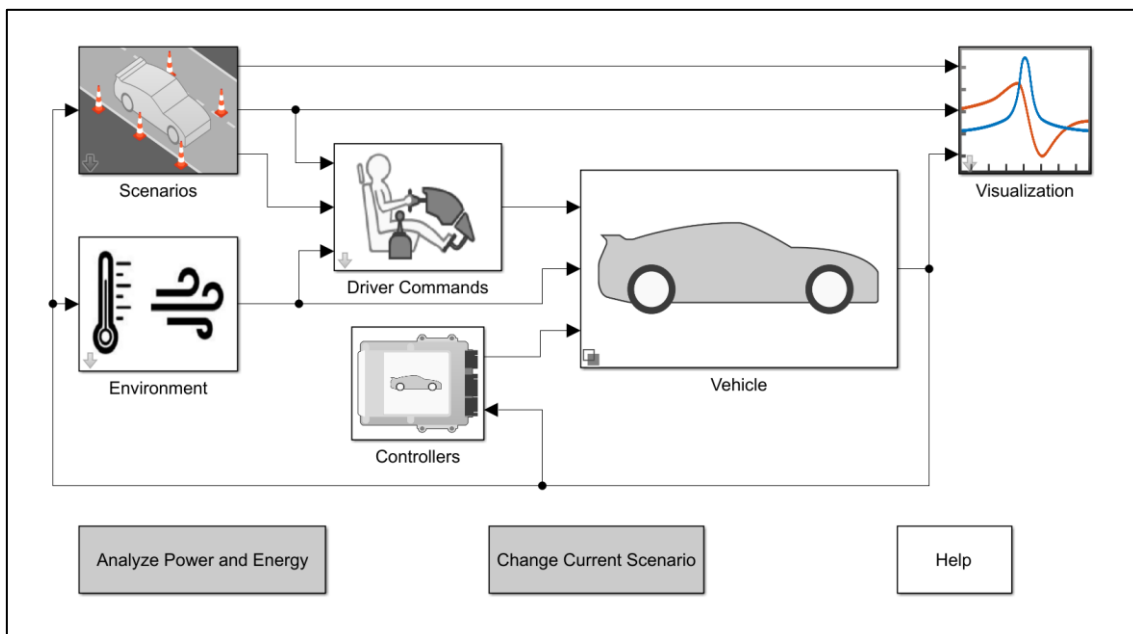 Scenarios
Visualization
Driver Commands
Environment
Vehicle
Controllers
Analyze Power and Energy
Change Current Scenario
Help